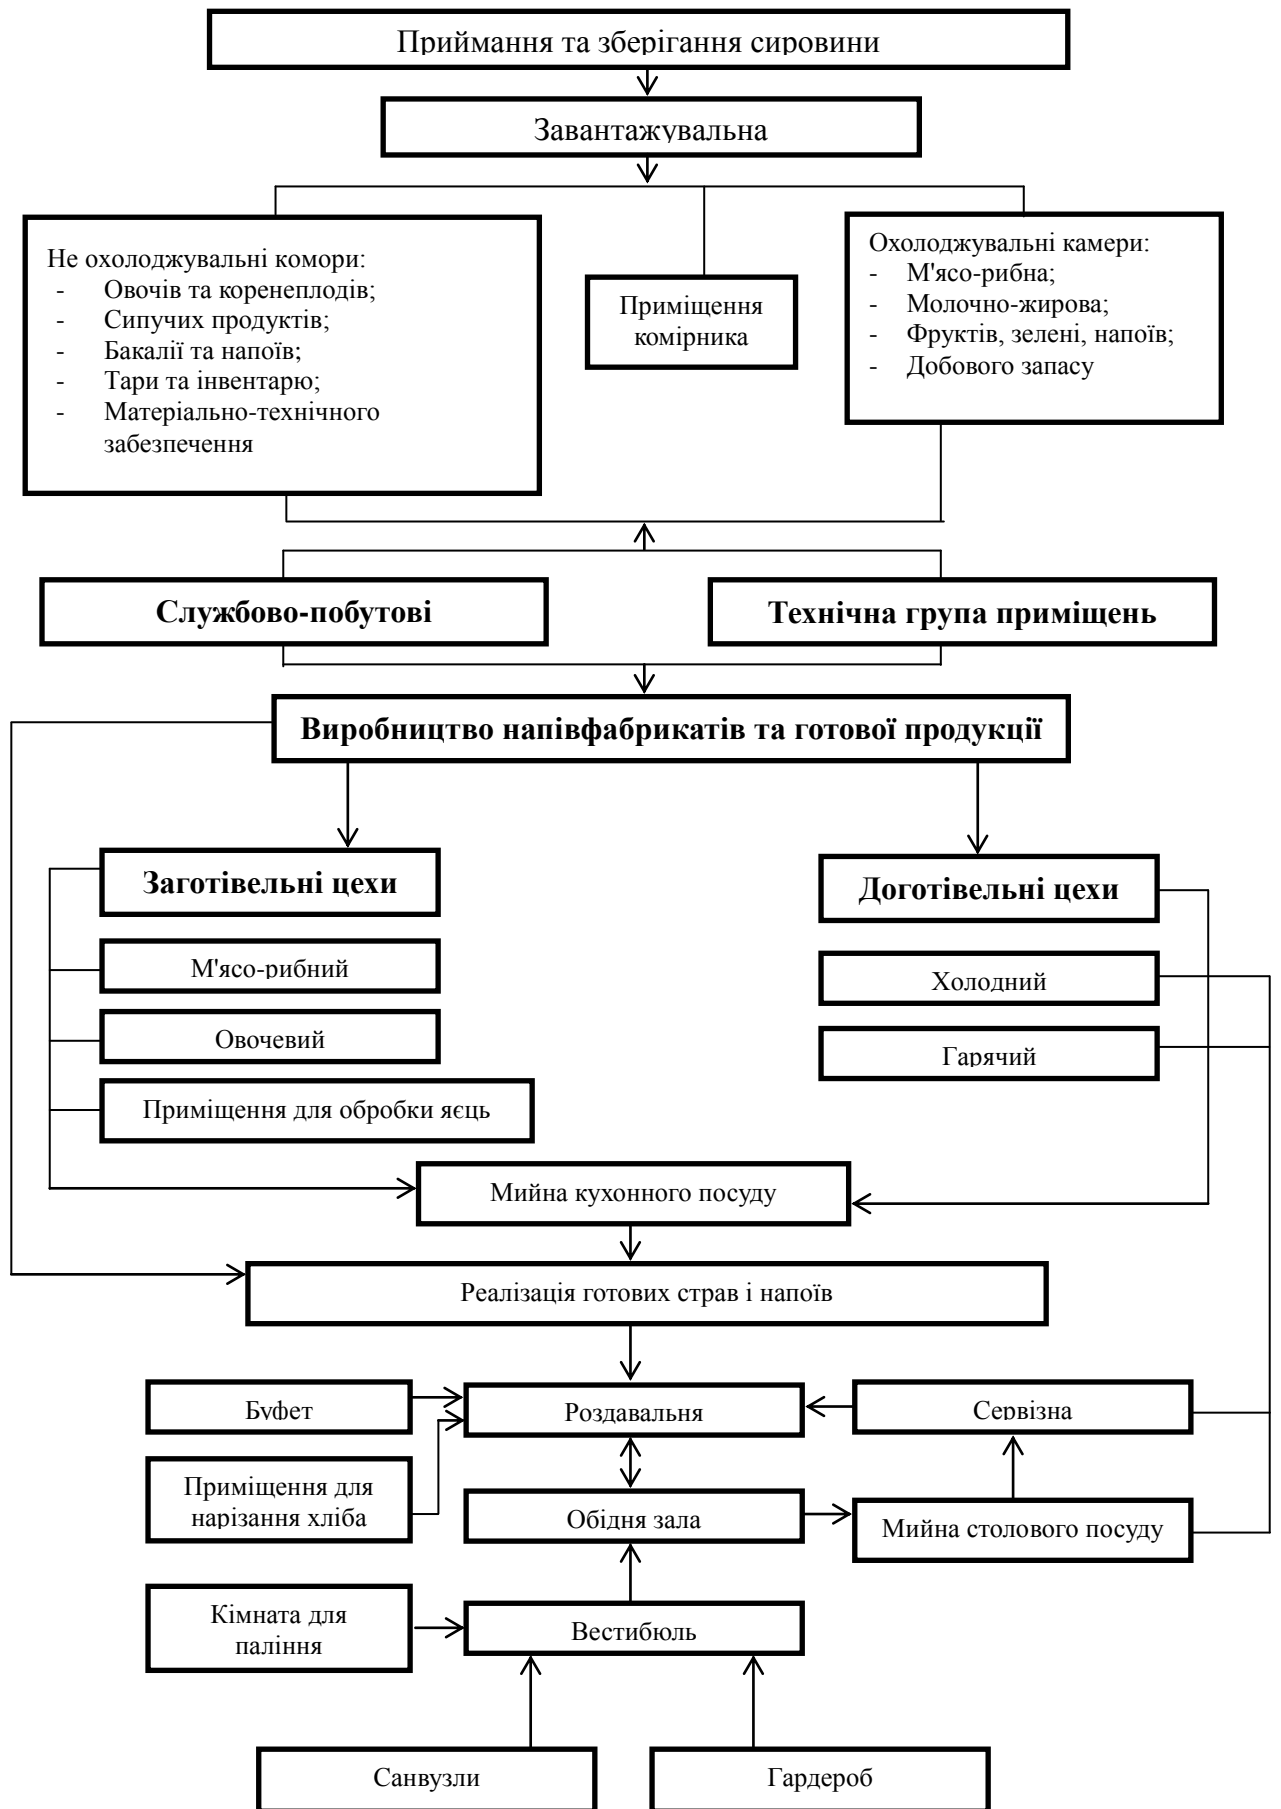 Приймання та зберігання сировини
Завантажувальна
Не охолоджувальні комори:
- Овочів та коренеплодів;
- Сипучих продуктів;
- Бакалії та напоїв;
- Тари та інвентарю;
- Матеріально-технічного
забезпечення
Приміщення
комірника
Охолоджувальні камери:
- М'ясо-рибна;
- Молочно-жирова;
- Фруктів, зелені, напоїв;
- Добового запасу
Службово-побутові
Технічна група приміщень
Виробництво напівфабрикатів та готової продукції
Заготівельні цехи
Доготівельні цехи
М'ясо-рибний
Холодний
Овочевий
Гарячий
Приміщення для обробки яєць
Мийна кухонного посуду
Реалізація готових страв і напоїв
Буфет
Роздавальня
Сервізна
Приміщення для
нарізання хліба
Обідня зала
Мийна столового посуду
Кімната для
паління
Вестибюль
Санвузли
Гардероб